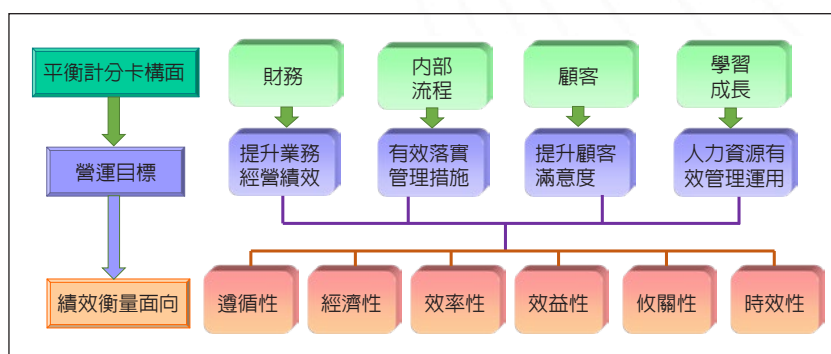 平衡計分卡構面
財務
內部
流程
顧客
學習
成長
營運目標
提升業務
經營績效
有效落實
管理措施
提升顧客
滿意度
人力資源有
效管理運用
績效衡量面向
遵循性
經濟性
效率性
效益性
攸關性
時效性